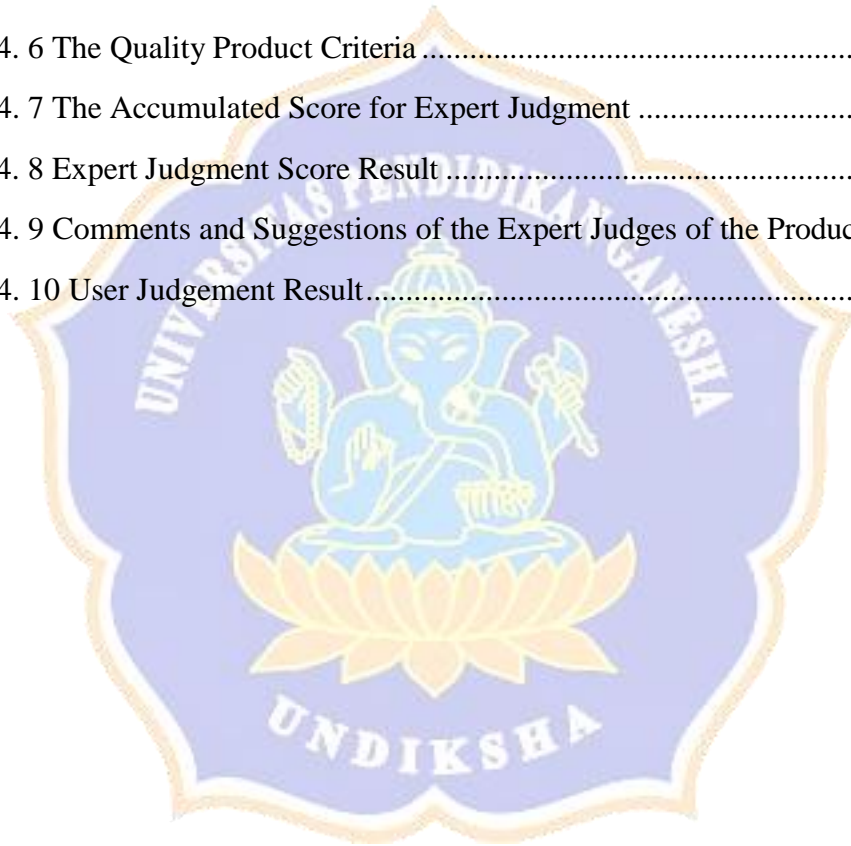 4. 6 The Quality Product Criteria ......................................................
4. 7 The Accumulated Score for Expert Judgment ...........................
4. 8 Expert Judgment Score Result ...................................................
4. 9 Comments and Suggestions of the Expert Judges of the Produc
4. 10 User Judgement Result.............................................................
UNIVERSITAS PENDIDIKAN GANESHA
UNDIKSHA